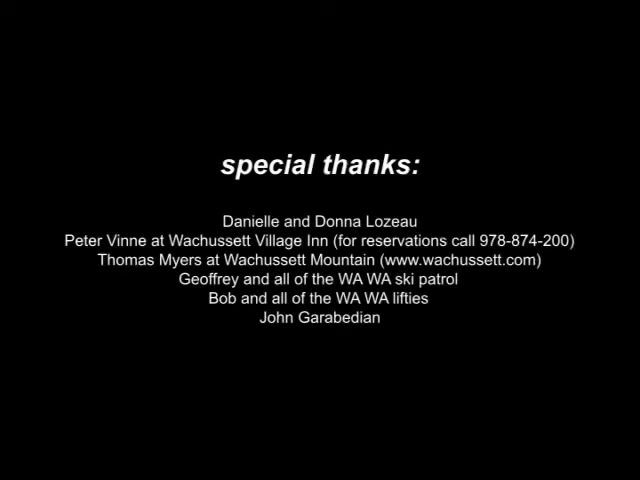 special thanks:
Danielle and Donna Lozeau
Peter Vinne at Wachussett Village Inn (for reservations call 978-874-200)
Thomas Myers at Wachussett Mountain (www.wachussett.com)
Geoffrey and all of the WA WA ski patrol
Bob and all of the WA WA lifties
John Garabedian